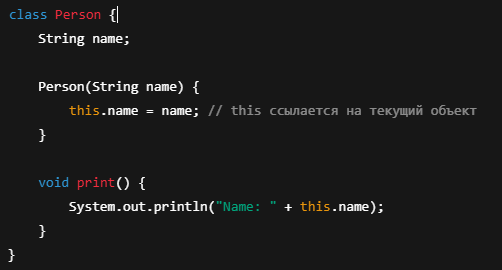 class Person {
String name;
Person(String name) {
this.name = name; // this ссылается на текущий объект
}
void print() {
System.out.println("Name: " + this.name);
}
}